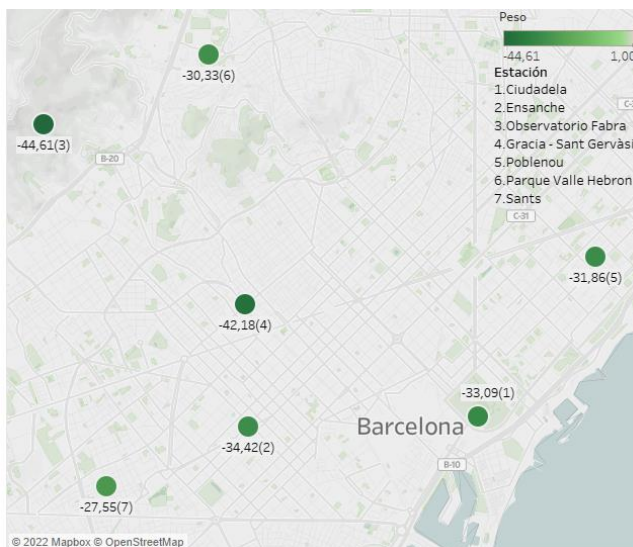 Peso
-44,61 1,00
Estación
1.Ciudadela
2.Ensanche
3.Observatorio Fabra
4.Gracia - Sant Gervàsi
5.Poblenou
6.Parque Valle Hebron
7.Sants
-30,33(6)
-44,61(3)
B-20
C-31
-31,86(5)
-42,18(4)
-33,09(1)
Barcelona
-34,42(2)
B-10
-27,55(7)
© 2022 Mapbox © OpenStreetMap